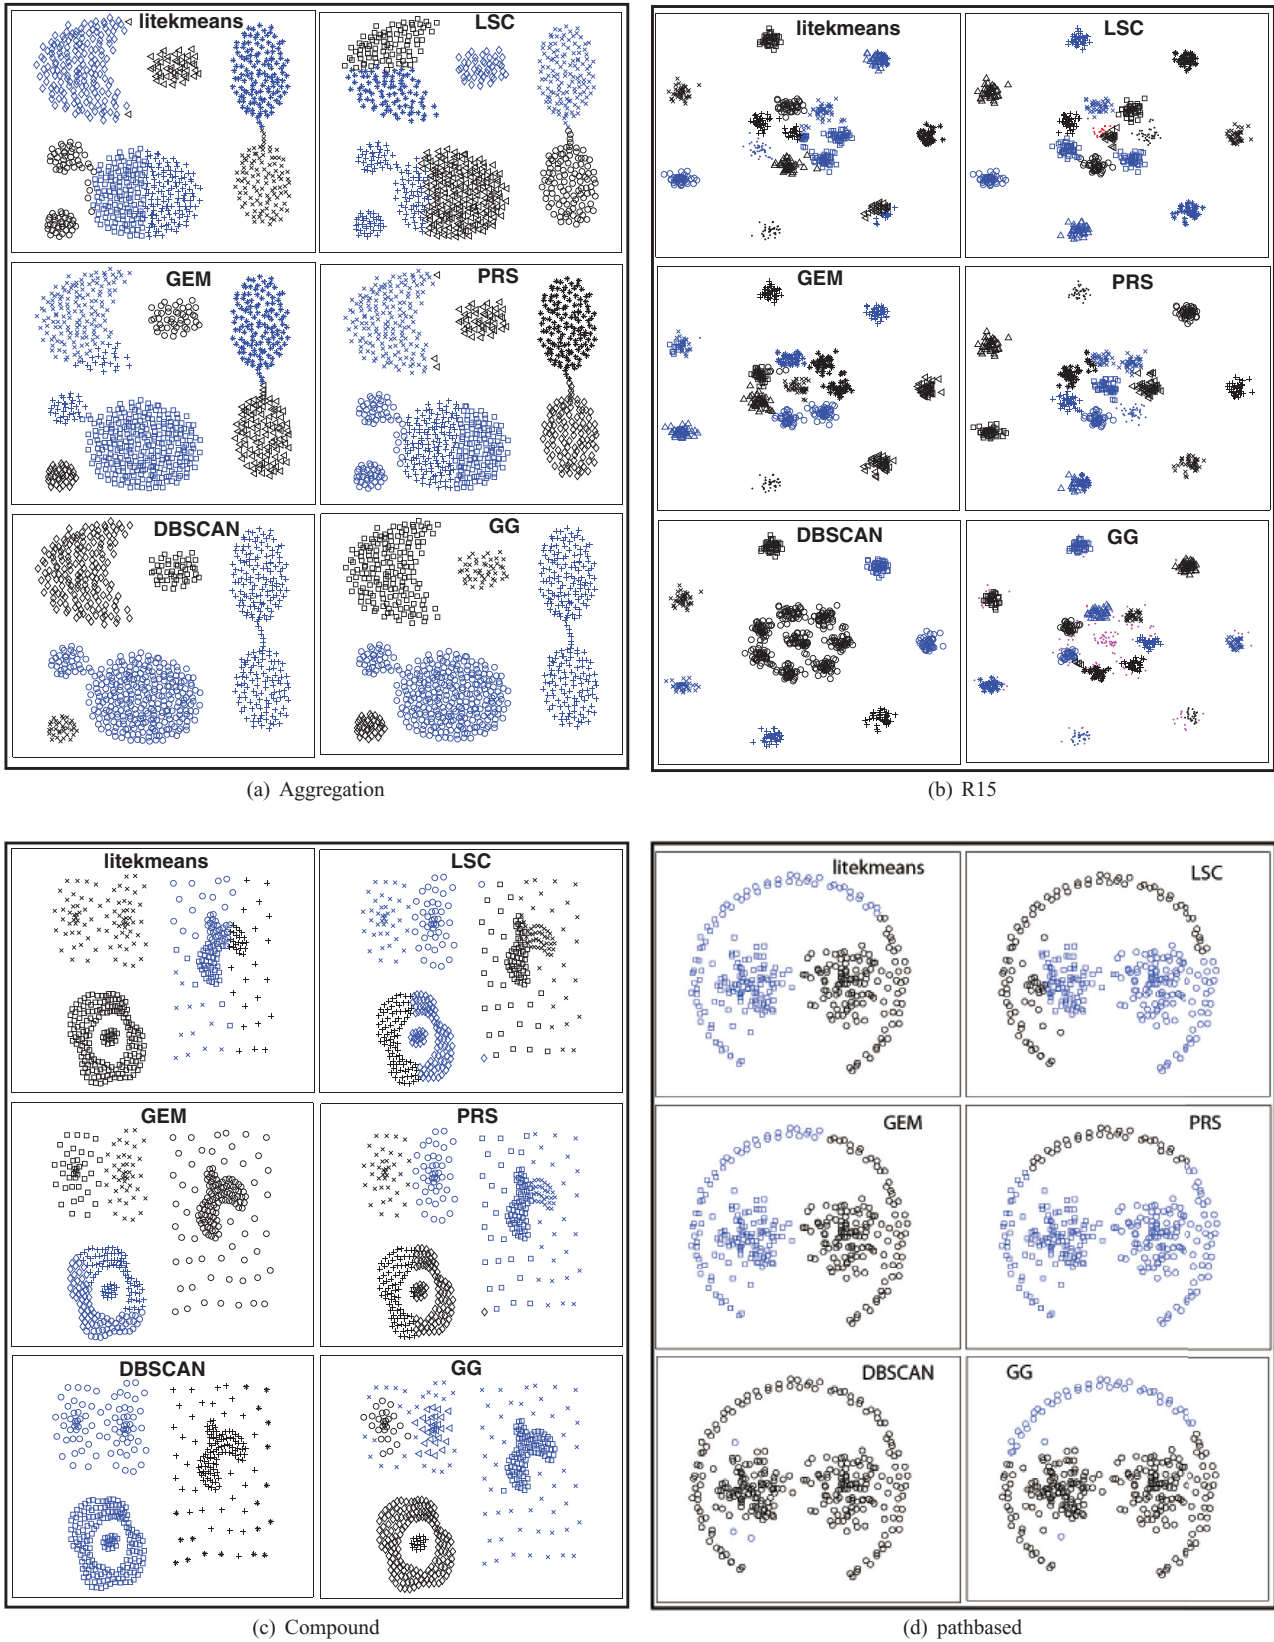 litekmeans
LSC
GEM
PRS
DBSCAN
GG
(a) Aggregation
litekmeans
LSC
GEM
PRS
DBSCAN
GG
(b) R15
litekmeans
LSC
GEM
PRS
DBSCAN
GG
(c) Compound
litekmeans
LSC
GEM
PRS
DBSCAN
GG
(d) pathbased